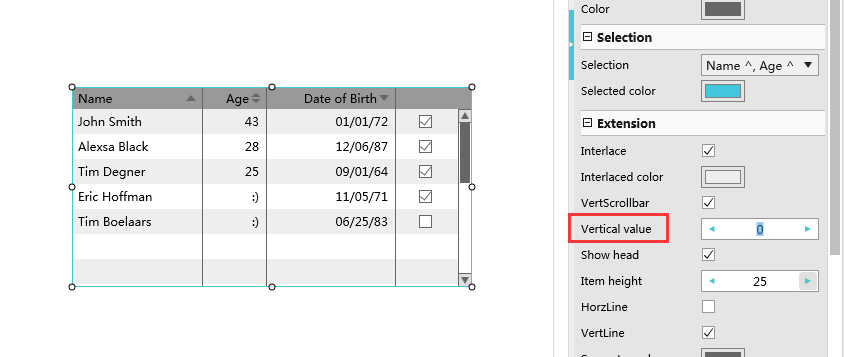 Name Age Date of Birth
John Smith 43 01/01/72
Alexsa Black 28 12/06/87
Tim Degner 25 09/01/64
Eric Hoffman :) 11/05/71
Tim Boelaars :) 06/25/83
Color
Selection
Selection Name ^, Age ^
Selected color
Extension
Interlace
Interlaced color
VertScrollbar
Vertical value 0
Show head
Item height 25
HorzLine
VertLine